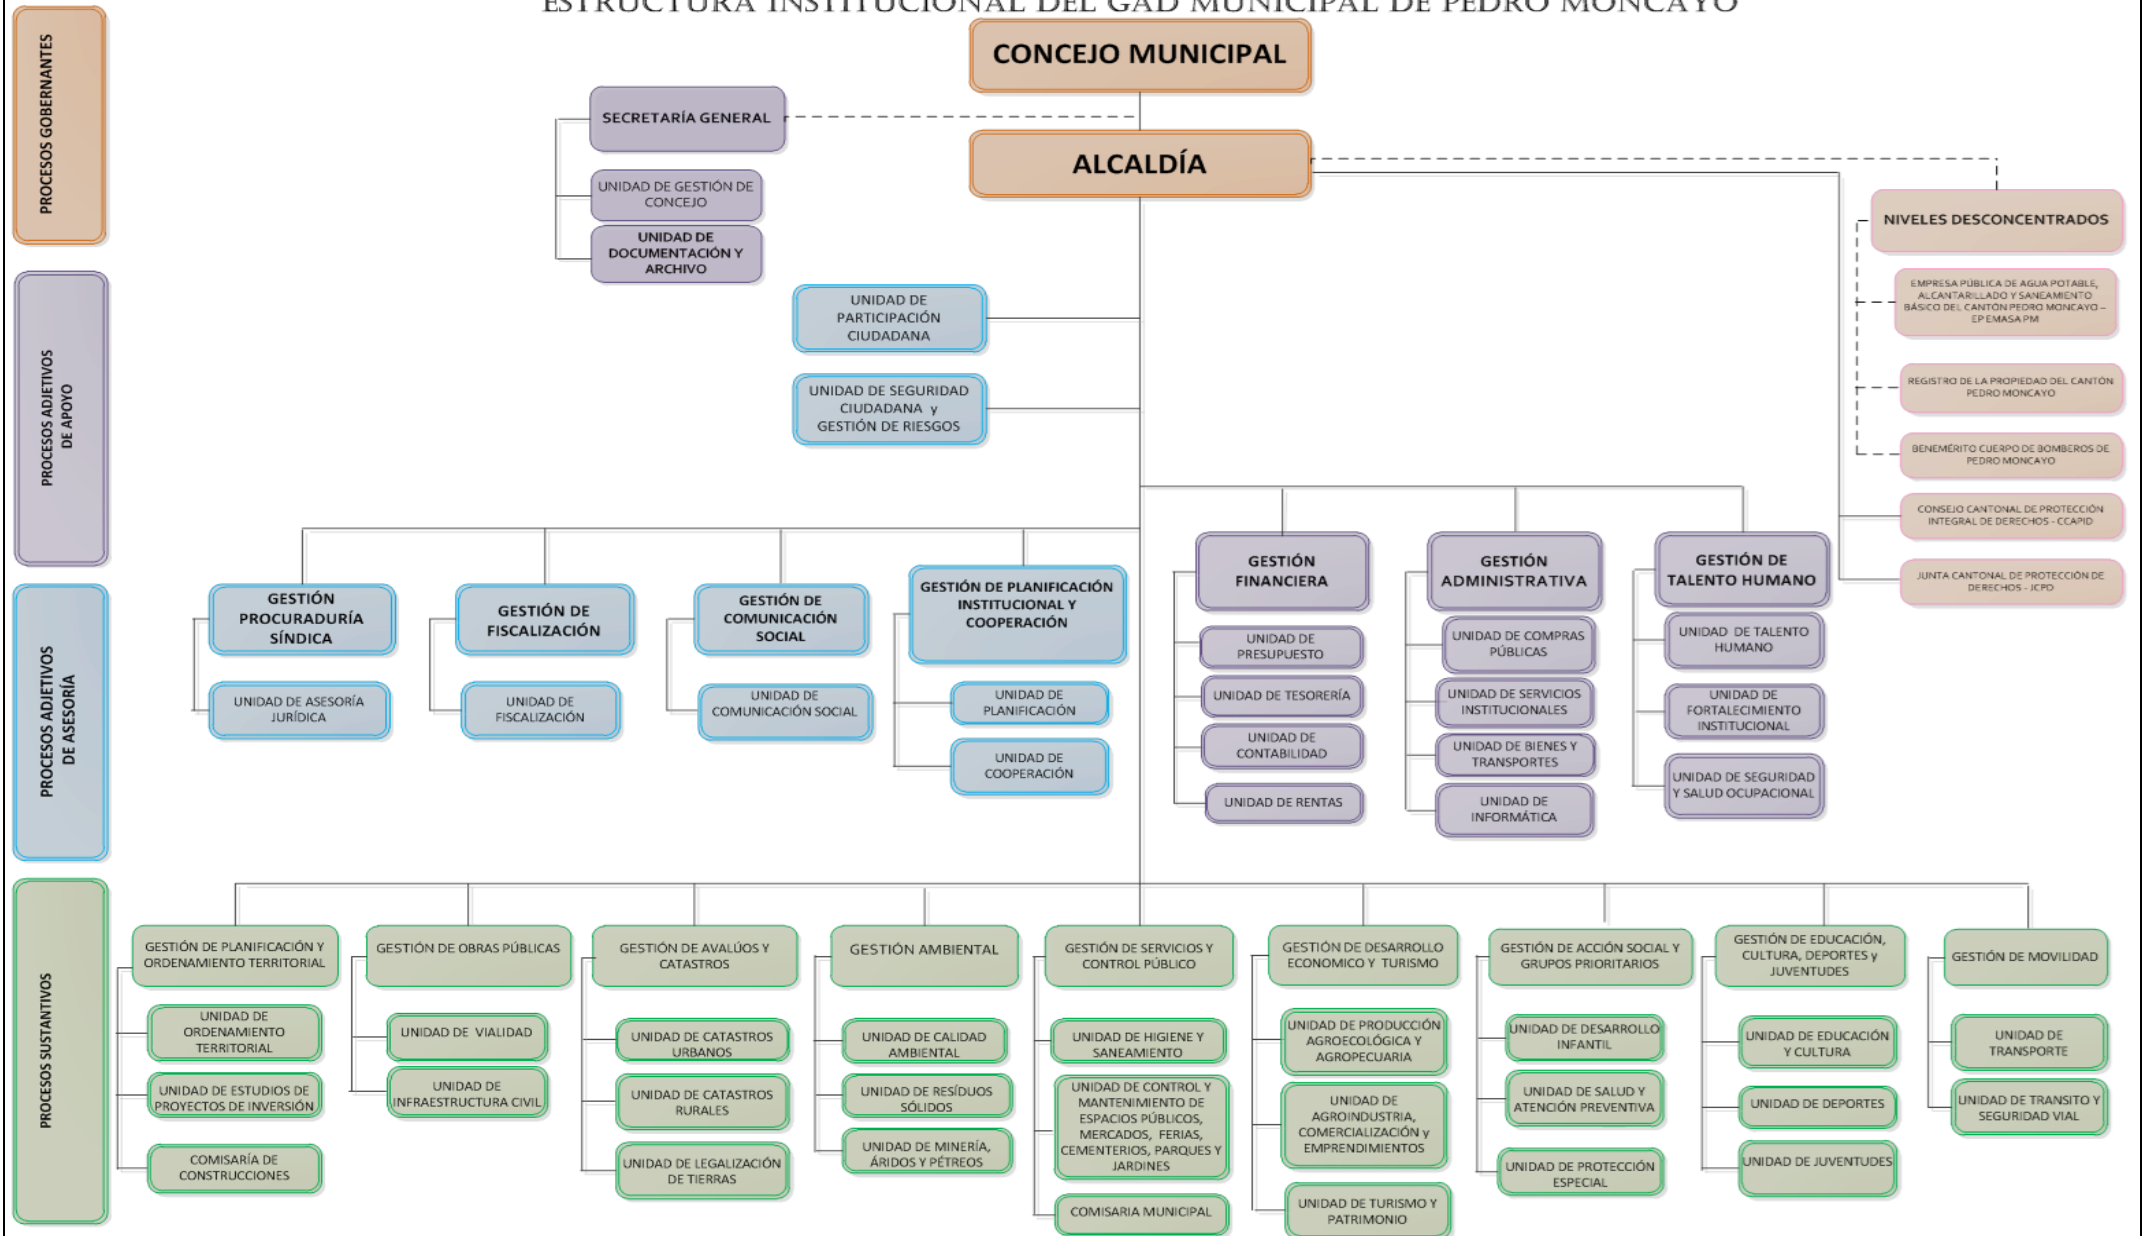 ESTRUCTURA INSTITUCIONAL DEL GAD MUNICIPAL DE PEDRO MONCAYO
PROCESOS GOBERNANTES
CONCEJO MUNICIPAL
SECRETARÍA GENERAL
ALCALDÍA
UNIDAD DE GESTIÓN DE
CONCEJO
UNIDAD DE
DOCUMENTACIÓN Y
ARCHIVO
NIVELES DESCONCENTRADOS
EMPRESA PÚBLICA DE AGUA POTABLE,
ALCANTARILLADO Y SANEAMIENTO
BÁSICO DEL CANTÓN PEDRO MONCAYO –
EP EMASA PM
REGISTRO DE LA PROPIEDAD DEL CANTÓN
PEDRO MONCAYO
BENEMÉRITO CUERPO DE BOMBEROS DE
PEDRO MONCAYO
CONSEJO CANTONAL DE PROTECCIÓN
INTEGRAL DE DERECHOS - CCAPID
JUNTA CANTONAL DE PROTECCIÓN DE
DERECHOS - JCPD
PROCESOS ADJETIVOS
DE APOYO
UNIDAD DE
PARTICIPACIÓN
CIUDADANA
UNIDAD DE SEGURIDAD
CIUDADANA y
GESTIÓN DE RIESGOS
GESTIÓN
FINANCIERA
UNIDAD DE
PRESUPUESTO
UNIDAD DE TESORERÍA
UNIDAD DE
CONTABILIDAD
UNIDAD DE RENTAS
GESTIÓN
ADMINISTRATIVA
UNIDAD DE COMPRAS
PÚBLICAS
UNIDAD DE SERVICIOS
INSTITUCIONALES
UNIDAD DE BIENES Y
TRANSPORTES
UNIDAD DE
INFORMÁTICA
GESTIÓN DE
TALENTO HUMANO
UNIDAD DE TALENTO
HUMANO
UNIDAD DE
FORTALECIMIENTO
INSTITUCIONAL
UNIDAD DE SEGURIDAD
Y SALUD OCUPACIONAL
PROCESOS ADJETIVOS
DE ASESORÍA
GESTIÓN
PROCURADURÍA
SÍNDICA
UNIDAD DE ASESORÍA
JURÍDICA
GESTIÓN DE
FISCALIZACIÓN
UNIDAD DE
FISCALIZACIÓN
GESTIÓN DE
COMUNICACIÓN
SOCIAL
UNIDAD DE
COMUNICACIÓN SOCIAL
GESTIÓN DE PLANIFICACIÓN
INSTITUCIONAL Y
COOPERACIÓN
UNIDAD DE
PLANIFICACIÓN
UNIDAD DE
COOPERACIÓN
PROCESOS SUSTANTIVOS
GESTIÓN DE PLANIFICACIÓN Y
ORDENAMIENTO TERRITORIAL
UNIDAD DE
ORDENAMIENTO
TERRITORIAL
UNIDAD DE ESTUDIOS DE
PROYECTOS DE INVERSIÓN
COMISARÍA DE
CONSTRUCCIONES
GESTIÓN DE OBRAS PÚBLICAS
UNIDAD DE VIALIDAD
UNIDAD DE
INFRAESTRUCTURA CIVIL
GESTIÓN DE AVALÚOS Y
CATASTROS
UNIDAD DE CATASTROS
URBANOS
UNIDAD DE CATASTROS
RURALES
UNIDAD DE LEGALIZACIÓN
DE TIERRAS
GESTIÓN AMBIENTAL
UNIDAD DE CALIDAD
AMBIENTAL
UNIDAD DE RESÍDUOS
SÓLIDOS
UNIDAD DE MINERÍA,
ÁRIDOS Y PÉTREOS
GESTIÓN DE SERVICIOS Y
CONTROL PÚBLICO
UNIDAD DE HIGIENE Y
SANEAMIENTO
UNIDAD DE CONTROL Y
MANTENIMIENTO DE
ESPACIOS PÚBLICOS,
MERCADOS, FERIAS,
CEMENTERIOS, PARQUES Y
JARDINES
COMISARIA MUNICIPAL
GESTIÓN DE DESARROLLO
ECONOMICO Y TURISMO
UNIDAD DE PRODUCCIÓN
AGROECOLÓGICA Y
AGROPECUARIA
UNIDAD DE
AGROINDUSTRIA,
COMERCIALIZACIÓN y
EMPRENDIMIENTOS
UNIDAD DE TURISMO Y
PATRIMONIO
GESTIÓN DE ACCIÓN SOCIAL Y
GRUPOS PRIORITARIOS
UNIDAD DE DESARROLLO
INFANTIL
UNIDAD DE SALUD Y
ATENCIÓN PREVENTIVA
UNIDAD DE PROTECCIÓN
ESPECIAL
GESTIÓN DE EDUCACIÓN,
CULTURA, DEPORTES y
JUVENTUDES
UNIDAD DE EDUCACIÓN
Y CULTURA
UNIDAD DE DEPORTES
UNIDAD DE JUVENTUDES
GESTIÓN DE MOVILIDAD
UNIDAD DE
TRANSPORTE
UNIDAD DE TRANSITO Y
SEGURIDAD VIAL